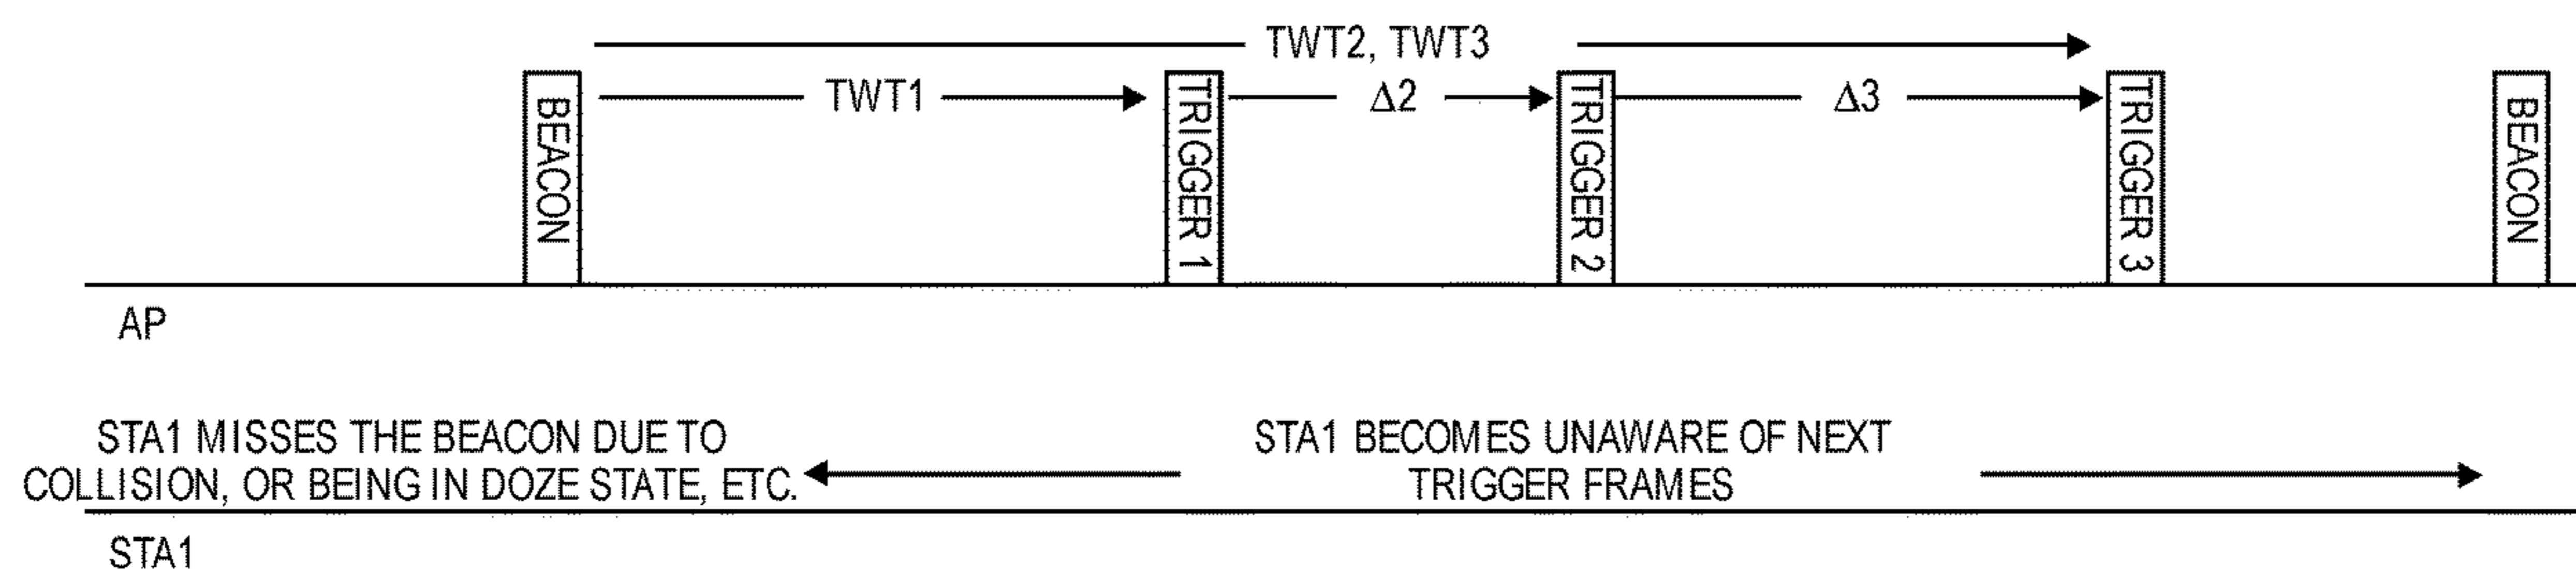 TWT2, TWT3
BEACON
TWT1
TRIGGER 1
Δ2
TRIGGER 2
Δ3
TRIGGER 3
BEACON
AP
STA1 MISSES THE BEACON DUE TO
COLLISION, OR BEING IN DOZE STATE, ETC.
STA1 BECOMES UNAWARE OF NEXT
TRIGGER FRAMES
STA1